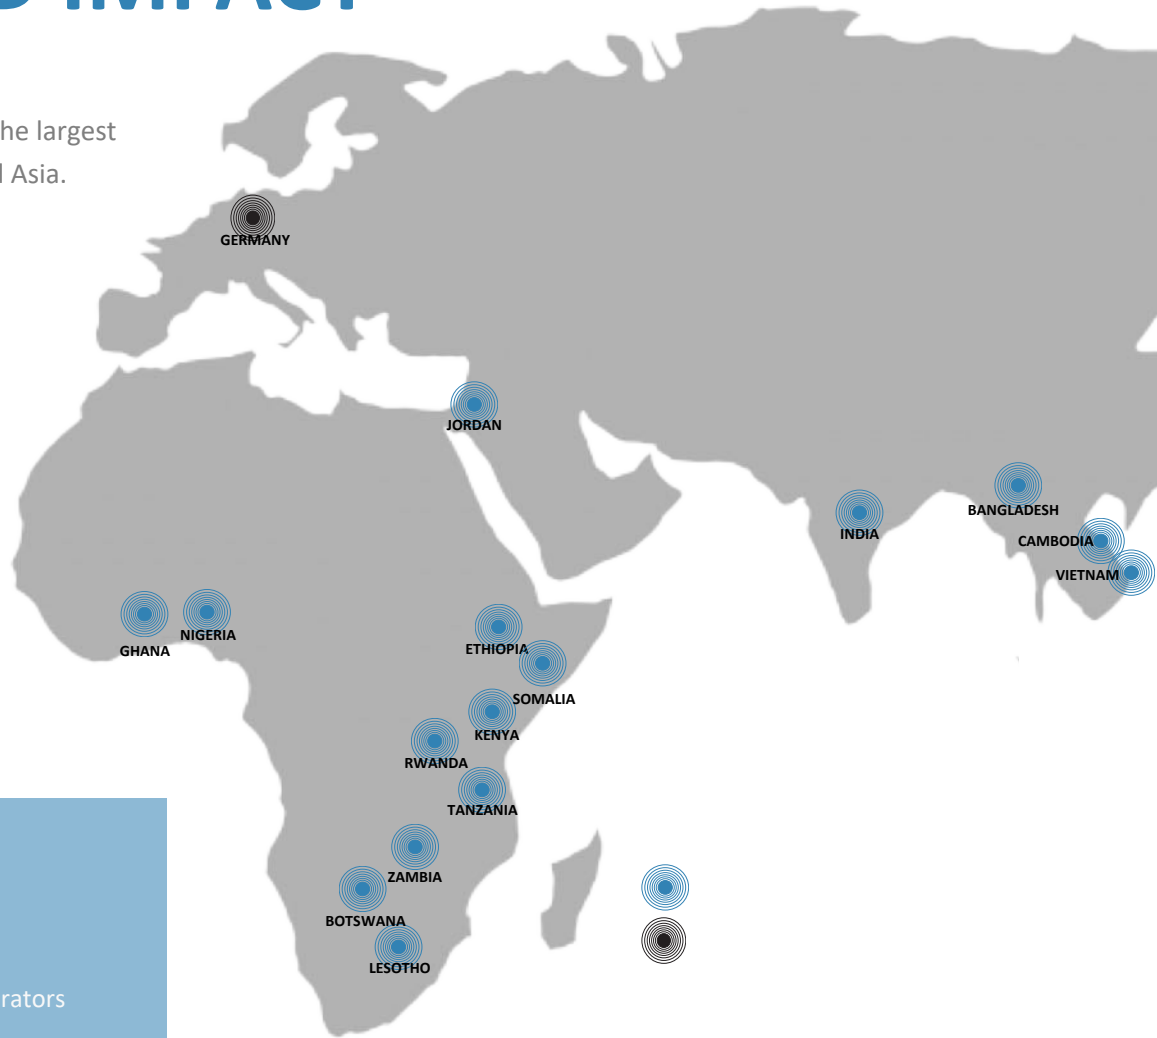 IMPACT
he largest
Asia.
GERMANY
JORDAN
BANGLADESH
INDIA
CAMBODIA
VIETNAM
GHANA
NIGERIA
ETHIOPIA
SOMALIA
KENYA
RWANDA
TANZANIA
ZAMBIA
BOTSWANA
LESOTHO
rators